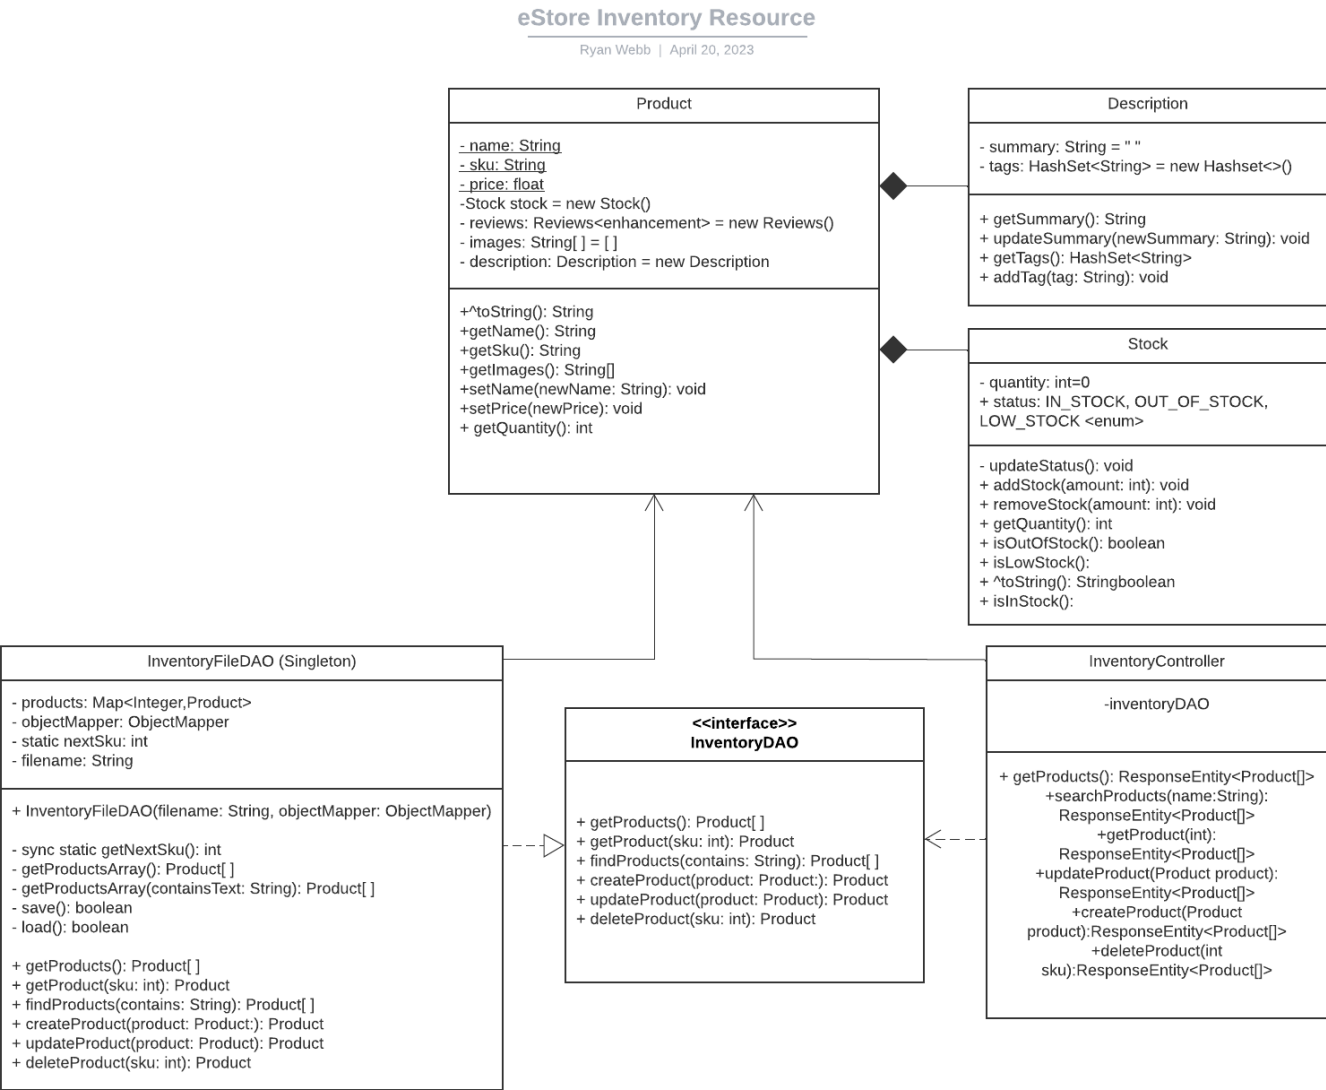 eStore Inventory Resource
Ryan Webb | April 20, 2023
Product
- name: String
- sku: String
- price: float
-Stock stock = new Stock()
- reviews: Reviews<enhancement> = new Reviews()
- images: String[ ] = [ ]
- description: Description = new Description
+^toString(): String
+getName(): String
+getSku(): String
+getImages(): String[]
+setName(newName: String): void
+setPrice(newPrice): void
+ getQuantity(): int
Description
- summary: String = " "
- tags: HashSet<String> = new Hashset<>()
+ getSummary(): String
+ updateSummary(newSummary: String): void
+ getTags(): HashSet<String>
+ addTag(tag: String): void
Stock
- quantity: int=0
+ status: IN_STOCK, OUT_OF_STOCK,
LOW_STOCK <enum>
- updateStatus(): void
+ addStock(amount: int): void
+ removeStock(amount: int): void
+ getQuantity(): int
+ isOutOfStock(): boolean
+ isLowStock():
+ ^toString(): Stringboolean
+ isInStock():
InventoryFileDAO (Singleton)
- products: Map<Integer,Product>
- objectMapper: ObjectMapper
- static nextSku: int
- filename: String
+ InventoryFileDAO(filename: String, objectMapper: ObjectMapper)
- sync static getNextSku(): int
- getProductsArray(): Product[ ]
- getProductsArray(containsText: String): Product[ ]
- save(): boolean
- load(): boolean
+ getProducts(): Product[ ]
+ getProduct(sku: int): Product
+ findProducts(contains: String): Product[ ]
+ createProduct(product: Product:): Product
+ updateProduct(product: Product): Product
+ deleteProduct(sku: int): Product
<<interface>>
InventoryDAO
+ getProducts(): Product[ ]
+ getProduct(sku: int): Product
+ findProducts(contains: String): Product[ ]
+ createProduct(product: Product:): Product
+ updateProduct(product: Product): Product
+ deleteProduct(sku: int): Product
InventoryController
-inventoryDAO
+ getProducts(): ResponseEntity<Product[]>
+searchProducts(name:String):
ResponseEntity<Product[]>
+getProduct(int):
ResponseEntity<Product[]>
+updateProduct(Product product):
ResponseEntity<Product[]>
+createProduct(Product
product):ResponseEntity<Product[]>
+deleteProduct(int
sku):ResponseEntity<Product[]>